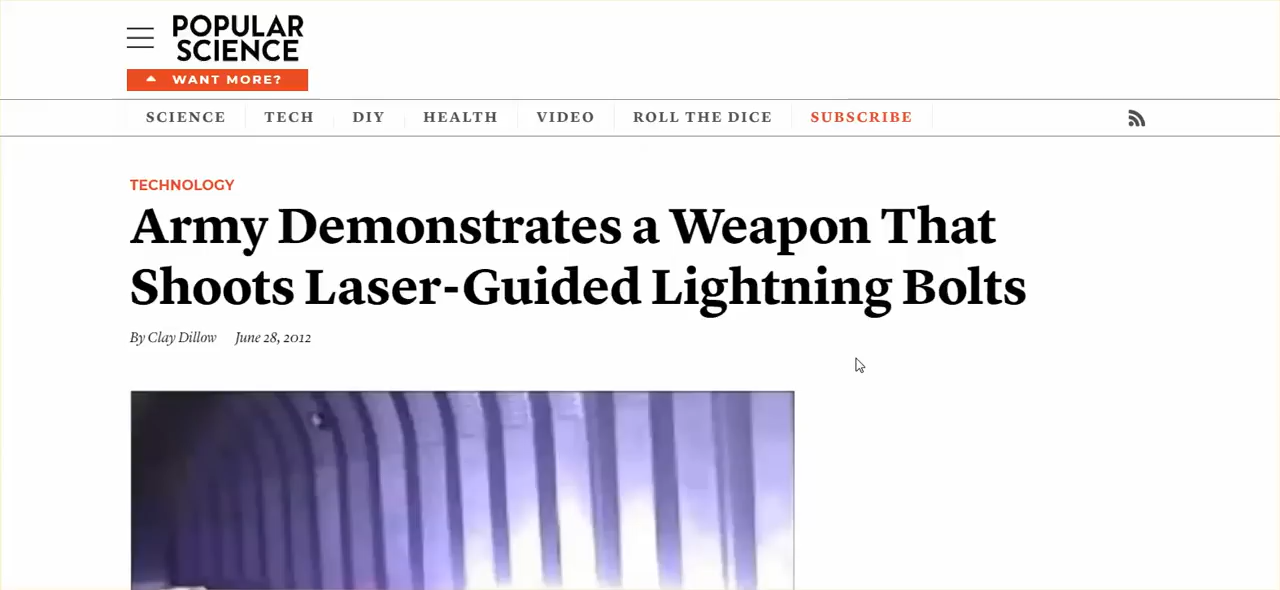 POPULAR
SCIENCE
WANT MORE?
SCIENCE TECH DIY HEALTH VIDEO ROLL THE DICE SUBSCRIBE
TECHNOLOGY
Army Demonstrates a Weapon That
Shoots Laser-Guided Lightning Bolts
By Clay Dillow June 28, 2012